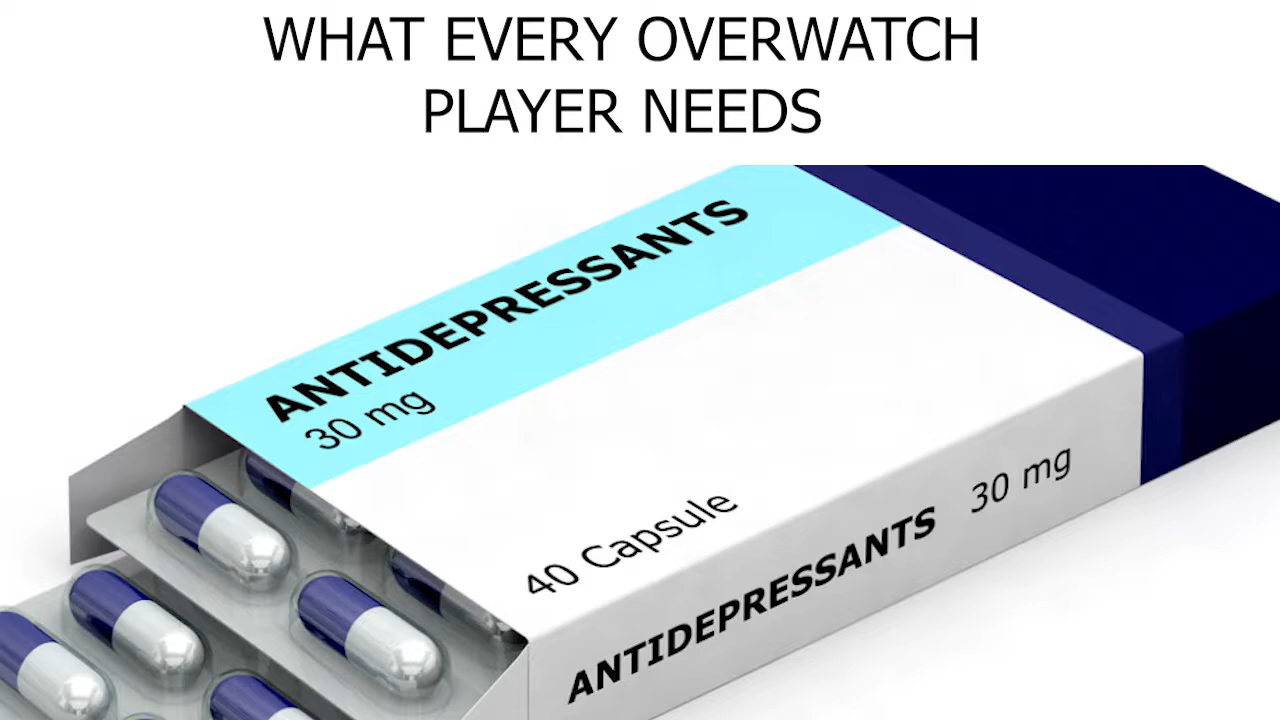 WHAT EVERY OVERWATCH
PLAYER NEEDS
ANTIDEPRESSANTS
30 mg
40 Capsule
ANTIDEPRESSANTS 30 mg